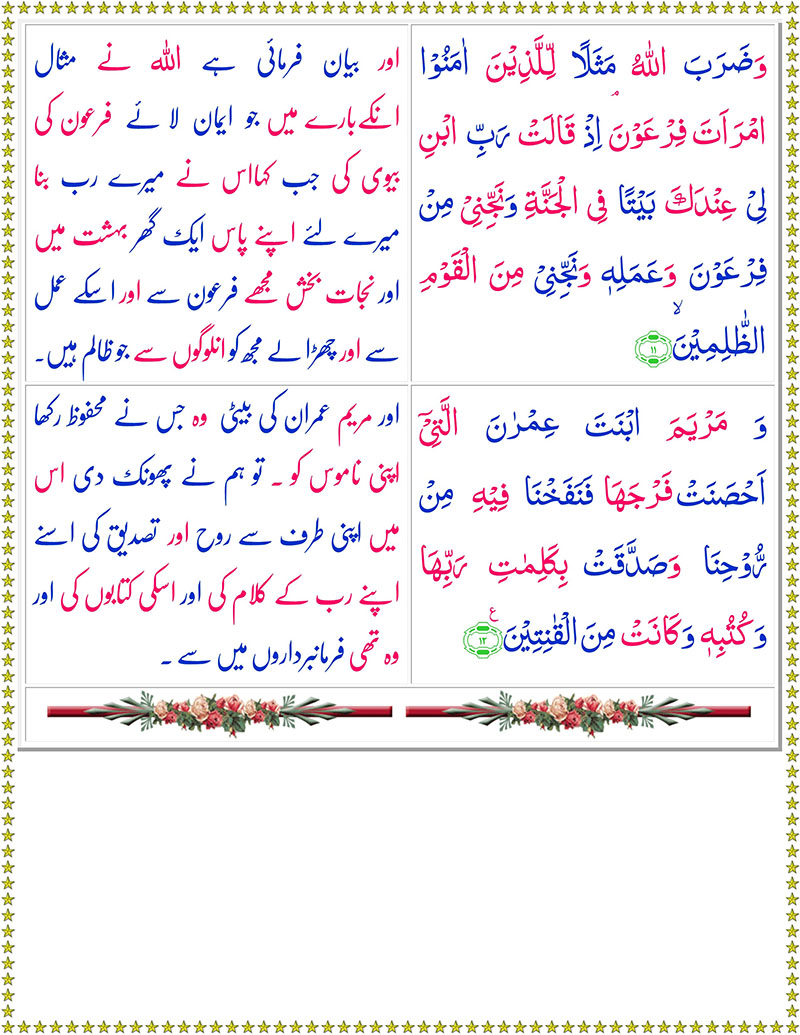 وَضَرَبَ اللّٰهُ مَثَلًا لِّلَّذِیْنَ اٰمَنُوْا
امْرَاَتَ فِرْعَوْنَ ۘ اِذْ قَالَتْ رَبِّ ابْنِ
لِیْ عِنْدَكَ بَیْتًا فِی الْجَنَّةِ وَنَجِّنِیْ مِنْ
فِرْعَوْنَ وَعَمَلِهٖ وَنَجِّنِیْ مِنَ الْقَوْمِ
الظّٰلِمِیْنَ ۙ ۱۱
اور بیان فرمائی ہے اللہ نے مثال
انکے بارے میں جو ایمان لائے فرعون کی
بیوی کی جب کہااس نے میرے رب بنا
میرے لئے اپنے پاس ایک گھر بہشت میں
اور نجات بخش مجھے فرعون سے اور اسکے عمل
سے اور چھڑا لے مجھ کو انلوگوں سے جو ظالم ہیں۔
وَ مَرْیَمَ ابْنَتَ عِمْرٰنَ الَّتِیْۤ
اَحْصَنَتْ فَرْجَهَا فَنَفَخْنَا فِیْهِ مِنْ
رُّوْحِنَا وَصَدَّقَتْ بِكَلِمٰتِ رَبِّهَا
وَكُتُبِهٖ وَكَانَتْ مِنَ الْقٰنِتِیْنَ ۧ ۱۲
اور مریم عمران کی بیٹی وہ جس نے محفوظ رکھا
اپنی ناموس کو ۔ تو ہم نے پھونک دی اس
میں اپنی طرف سے روح اور تصدیق کی اسنے
اپنے رب کے کلام کی اور اسکی کتابوں کی اور
وہ تھی فرمانبرداروں میں سے ۔